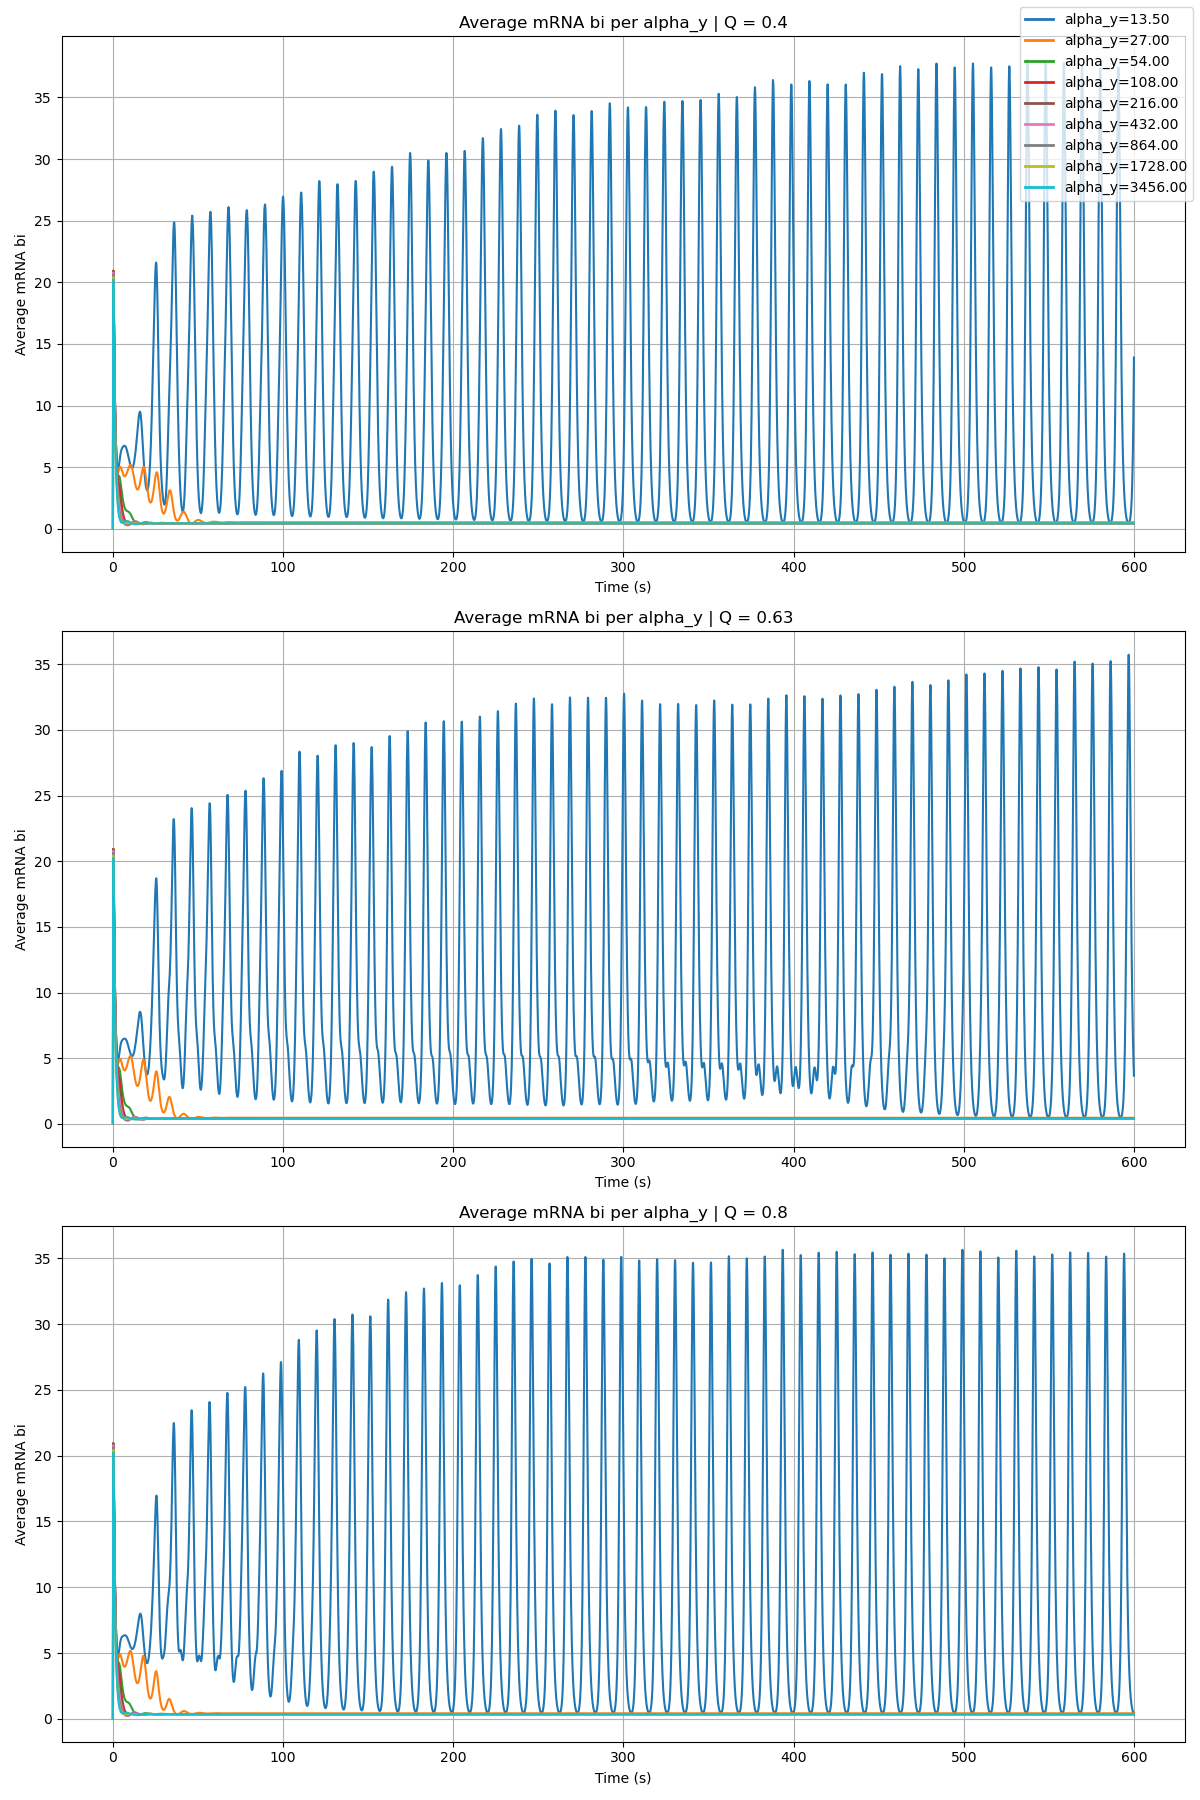 Average mRNA bi per alpha_y | Q = 0.4
alpha_y=13.50
alpha_y=27.00
alpha_y=54.00
alpha_y=108.00
alpha_y=216.00
alpha_y=432.00
alpha_y=864.00
alpha_y=1728.00
alpha_y=3456.00
35
30
25
20
15
10
5
0
Average mRNA bi
0 100 200 300 400 500 600
Time (s)
Average mRNA bi per alpha_y | Q = 0.63
35
30
25
20
15
10
5
0
Average mRNA bi
0 100 200 300 400 500 600
Time (s)
Average mRNA bi per alpha_y | Q = 0.8
35
30
25
20
15
10
5
0
Average mRNA bi
0 100 200 300 400 500 600
Time (s)